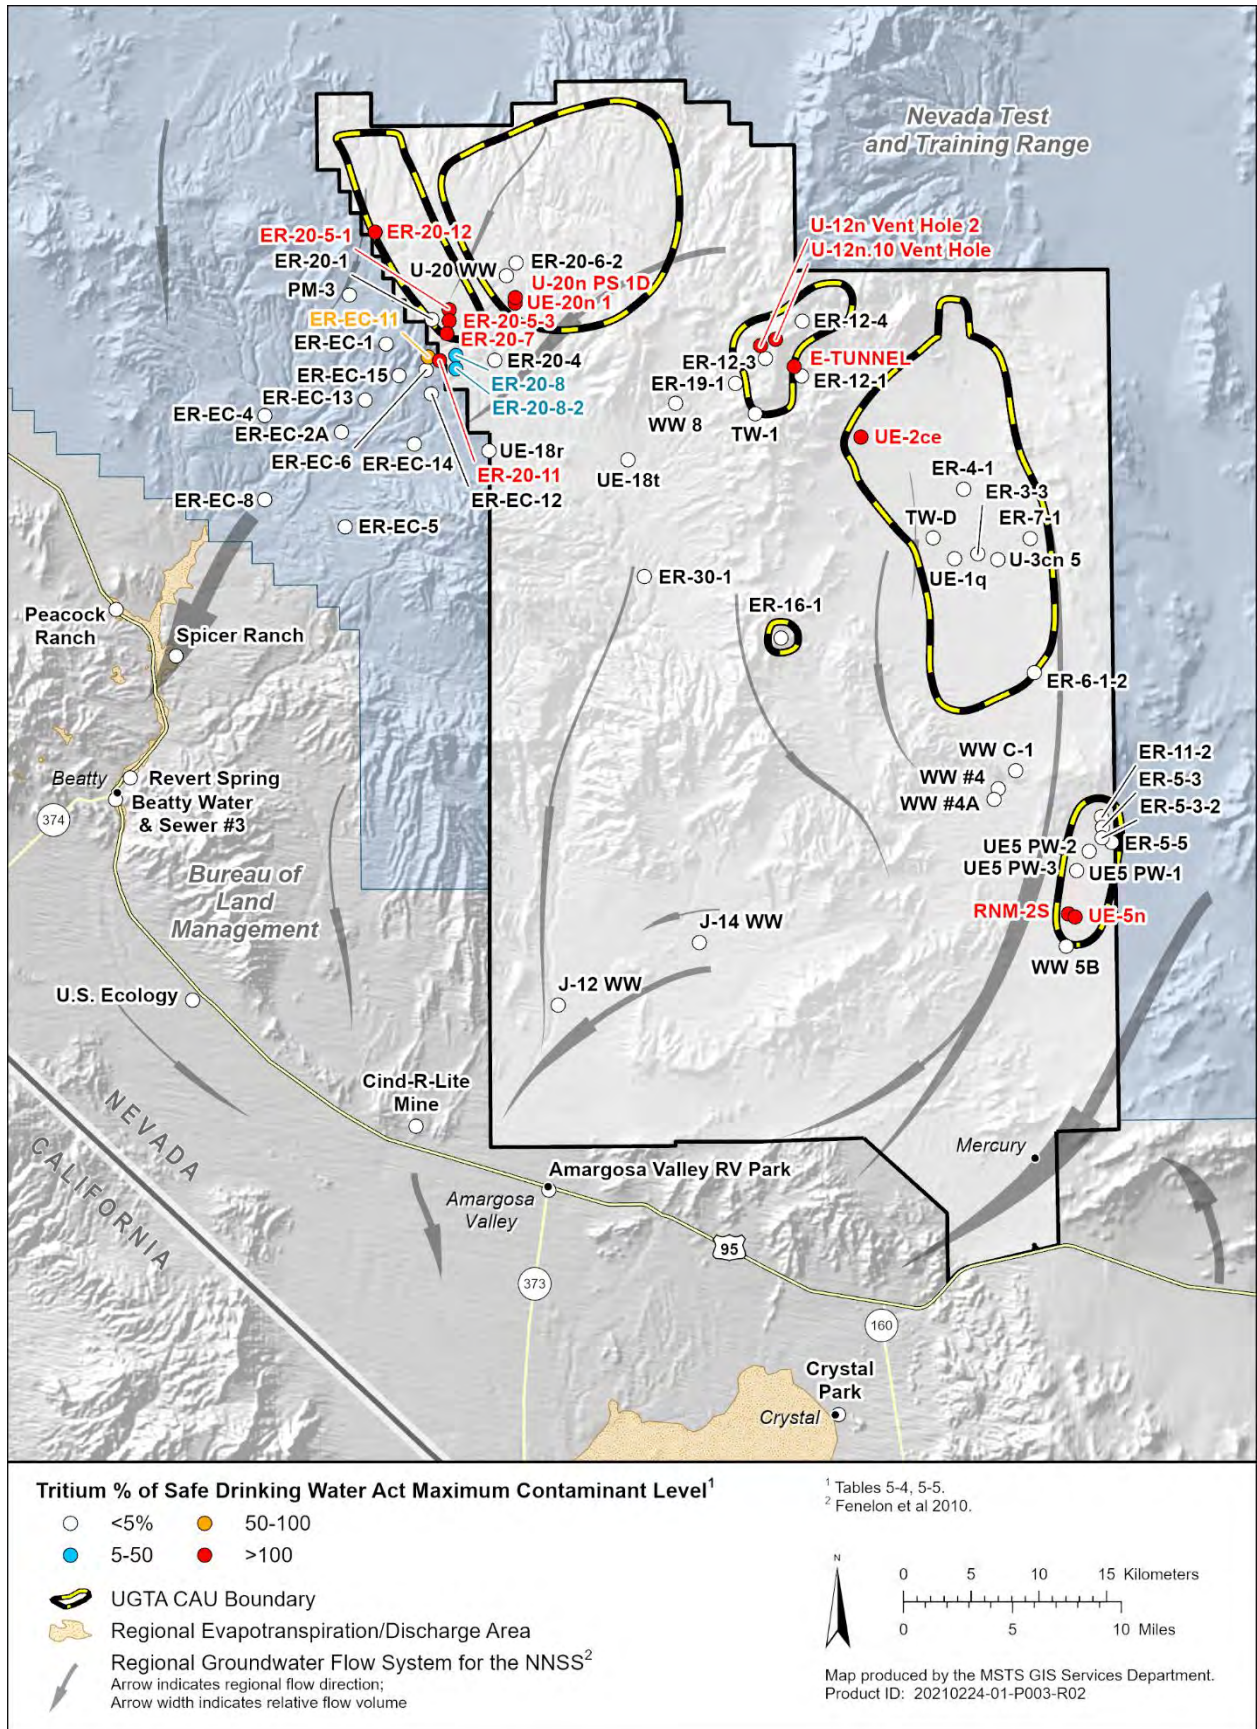 Nevada Test
and Training Range
U-12n Vent Hole 2
U-12n.10 Vent Hole
ER-20-5-1
ER-20-12
ER-20-1
U-20 WW
ER-20-6-2
PM-3
U-20n PS 1D
UE-20n 1
ER-EC-11
ER-20-5-3
ER-20-7
ER-12-4
ER-EC-1
ER-20-4
ER-12-3
E-TUNNEL
ER-EC-15
ER-20-8
ER-19-1
ER-12-1
ER-EC-13
ER-20-8-2
ER-EC-4
WW 8
TW-1
ER-EC-2A
UE-2ce
ER-EC-6
ER-EC-14
UE-18r
UE-18t
ER-20-11
ER-4-1
ER-EC-8
ER-EC-12
ER-3-3
ER-EC-5
TW-D
ER-7-1
UE-1q
U-3cn 5
ER-30-1
Peacock
Ranch
ER-16-1
Spicer Ranch
ER-6-1-2
WW C-1
ER-11-2
Beatty
Revert Spring
WW #4
ER-5-3
Beatty Water
& Sewer #3
WW #4A
ER-5-3-2
374
UE5 PW-2
ER-5-5
UE5 PW-3
UE5 PW-1
Bureau of
Land
Management
RNM-2S
UE-5n
J-14 WW
WW 5B
U.S. Ecology
J-12 WW
Cind-R-Lite
Mine
NEVADA
CALIFORNIA
Mercury
Amargosa Valley RV Park
Amargosa
Valley
95
373
160
Crystal
Park
Crystal
Tritium % of Safe Drinking Water Act Maximum Contaminant Level1
<5%
50-100
5-50
>100
UGTA CAU Boundary
Regional Evapotranspiration/Discharge Area
Regional Groundwater Flow System for the NNSS2
Arrow indicates regional flow direction;
Arrow width indicates relative flow volume
1 Tables 5-4, 5-5.
2 Fenelon et al 2010.
N
0 5 10 15 Kilometers
0 5 10 Miles
Map produced by the MSTS GIS Services Department.
Product ID: 20210224-01-P003-R02